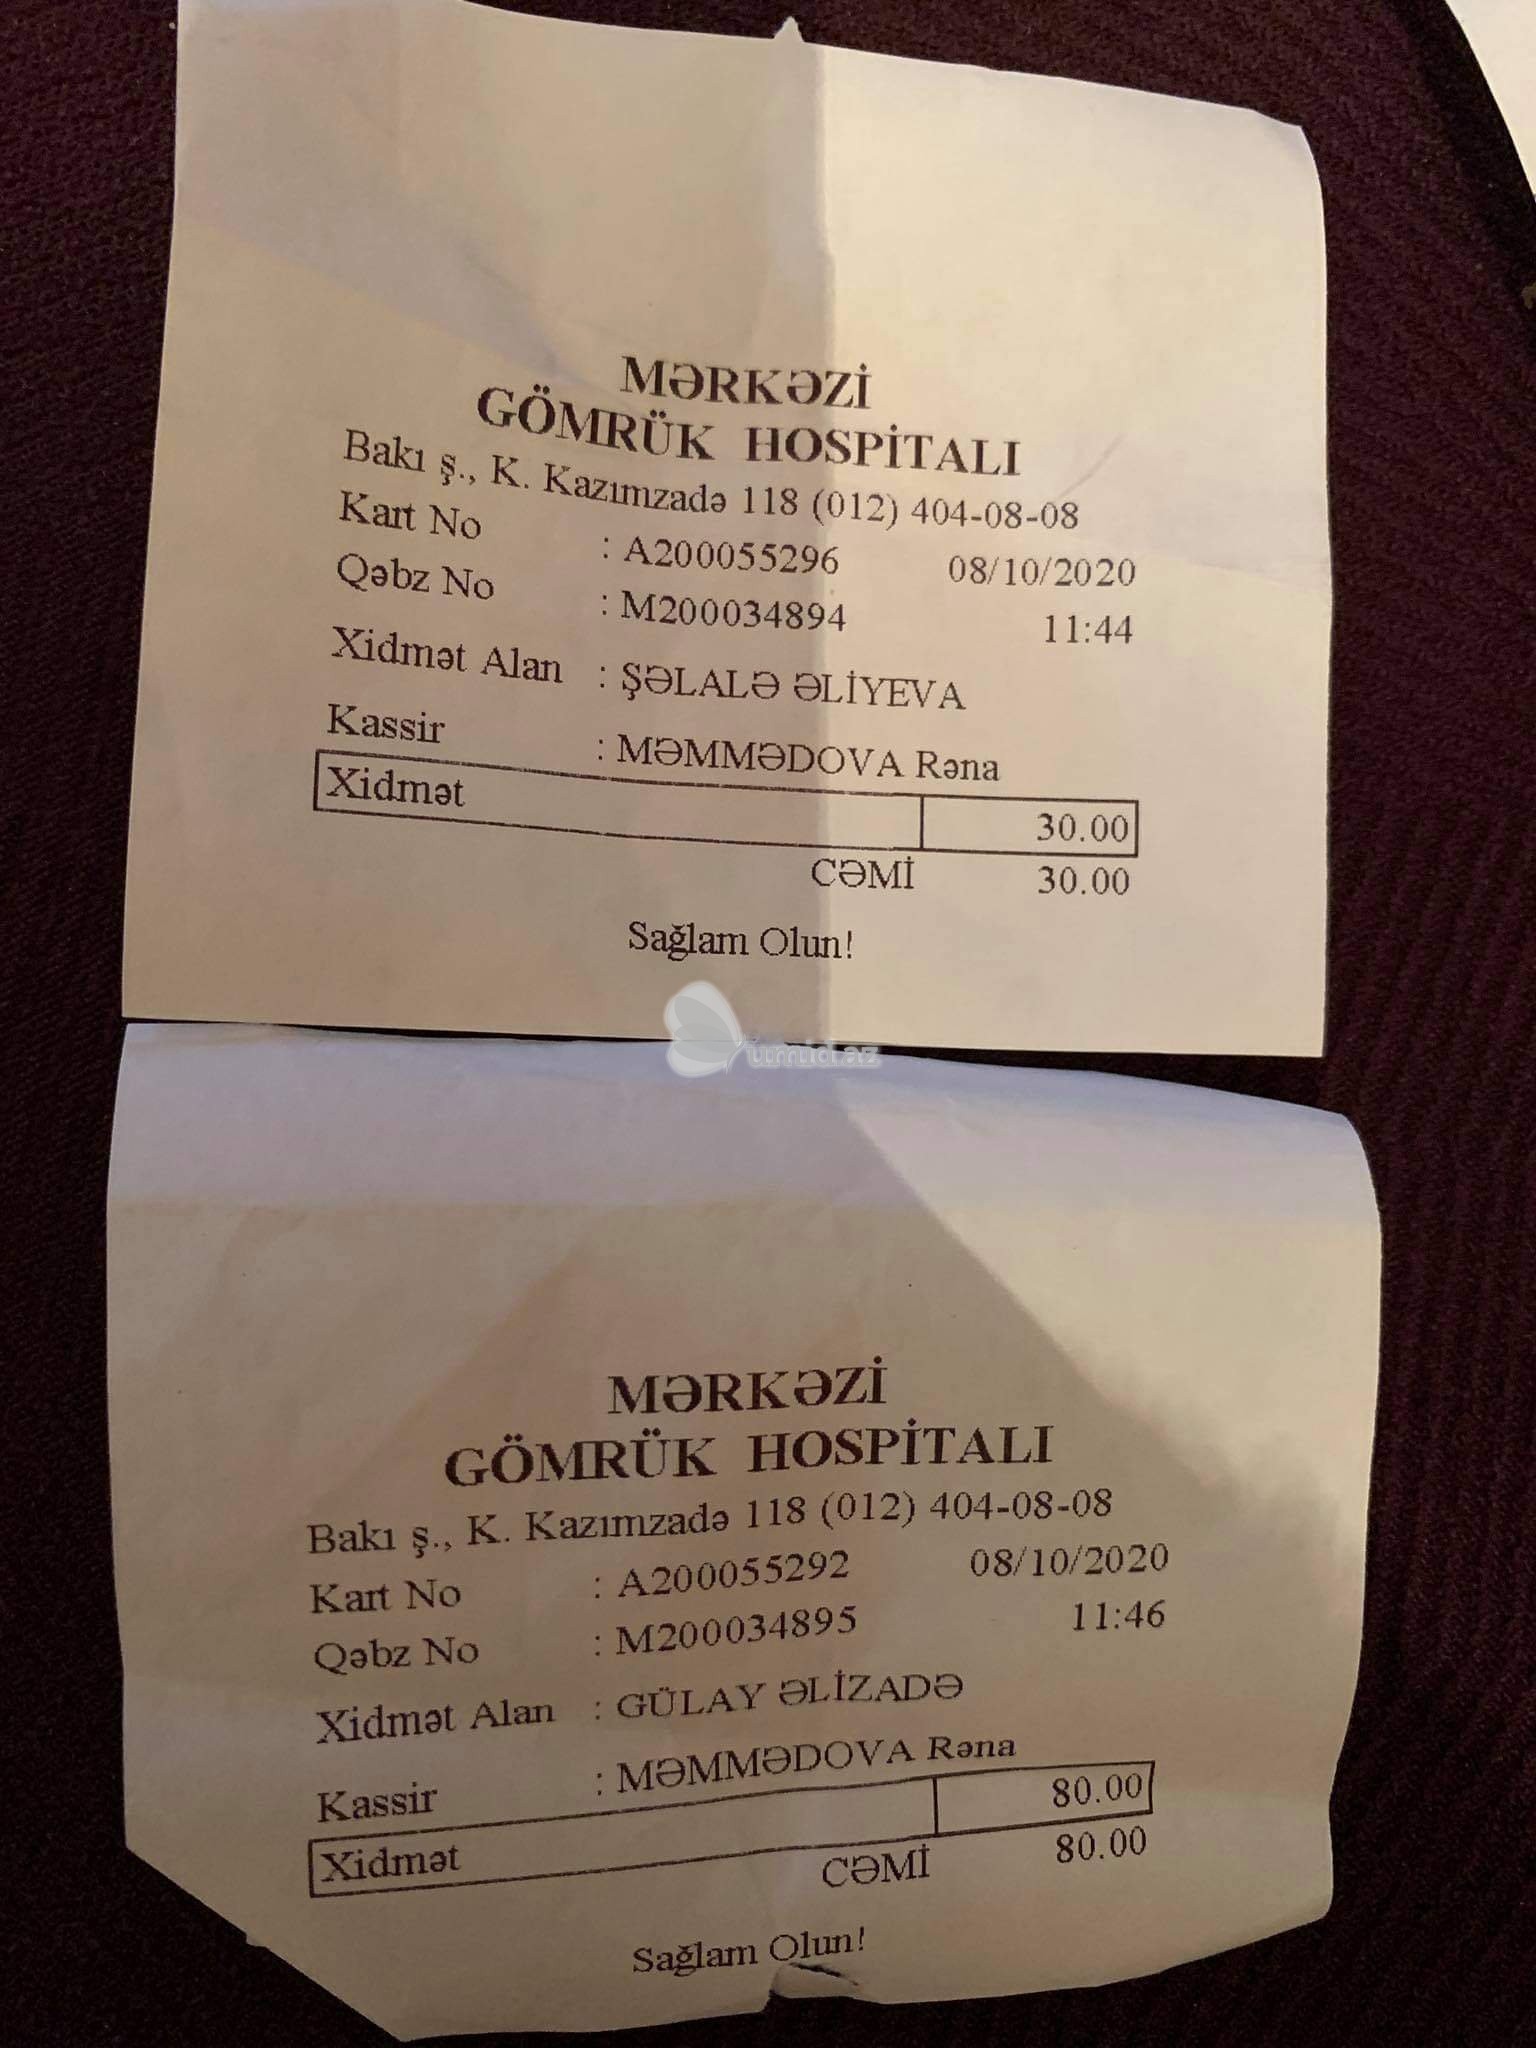 MƏRKƏZİ
GÖMRÜK HOSPİTALI
Bakı ş., K. Kazımzadə 118 (012) 404-08-08
Kart No : A200055296 08/10/2020
Qəbz No : M200034894 11:44
Xidmət Alan : ŞƏLALƏ ƏLİYEVA
Kassir : MƏMMƏDOVA Rəna
Xidmət 30.00
CƏMİ 30.00
Sağlam Olun!
ümid.az
MƏRKƏZİ
GÖMRÜK HOSPİTALI
Bakı ş., K. Kazımzadə 118 (012) 404-08-08
Kart No : A200055292 08/10/2020
Qəbz No : M200034895 11:46
Xidmət Alan : GÜLAY ƏLİZADƏ
Kassir : MƏMMƏDOVA Rəna
Xidmət 80.00
CƏMİ 80.00
Sağlam Olun!